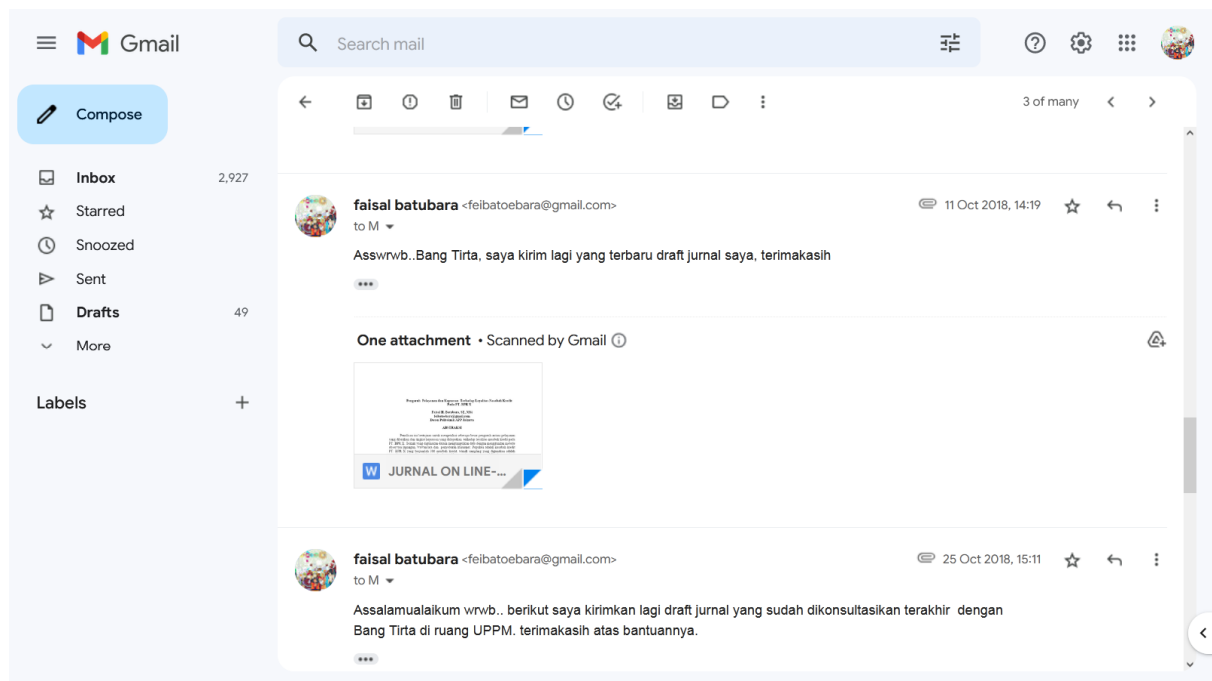 Gmail
Search mail
Compose
3 of many
Inbox 2,927
Starred
Snoozed
Sent
Drafts 49
More
Labels
faisal batubara <feibatoebara@gmail.com> 11 Oct 2018, 14:19
to M
Asswrwb..Bang Tirta, saya kirim lagi yang terbaru draft jurnal saya, terimakasih
One attachment • Scanned by Gmail
W JURNAL ON LINE-...
faisal batubara <feibatoebara@gmail.com> 25 Oct 2018, 15:11
to M
Assalamualaikum wrwb.. berikut saya kirimkan lagi draft jurnal yang sudah dikonsultasikan terakhir dengan
Bang Tirta di ruang UPPM. terimakasih atas bantuannya.